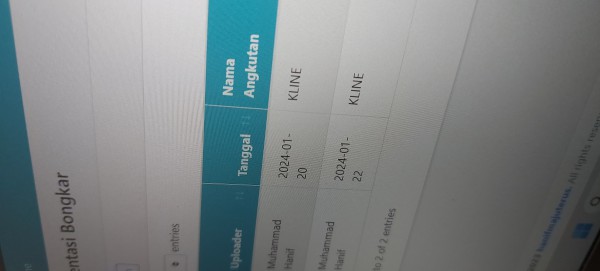 entasi Bongkar
entries
Uploader Tanggal Nama Angkutan
Muhammad Hanif 2024-01-20 KLINE
Muhammad Hanif 2024-01-22 KLINE
to 2 of 2 entries
All rights